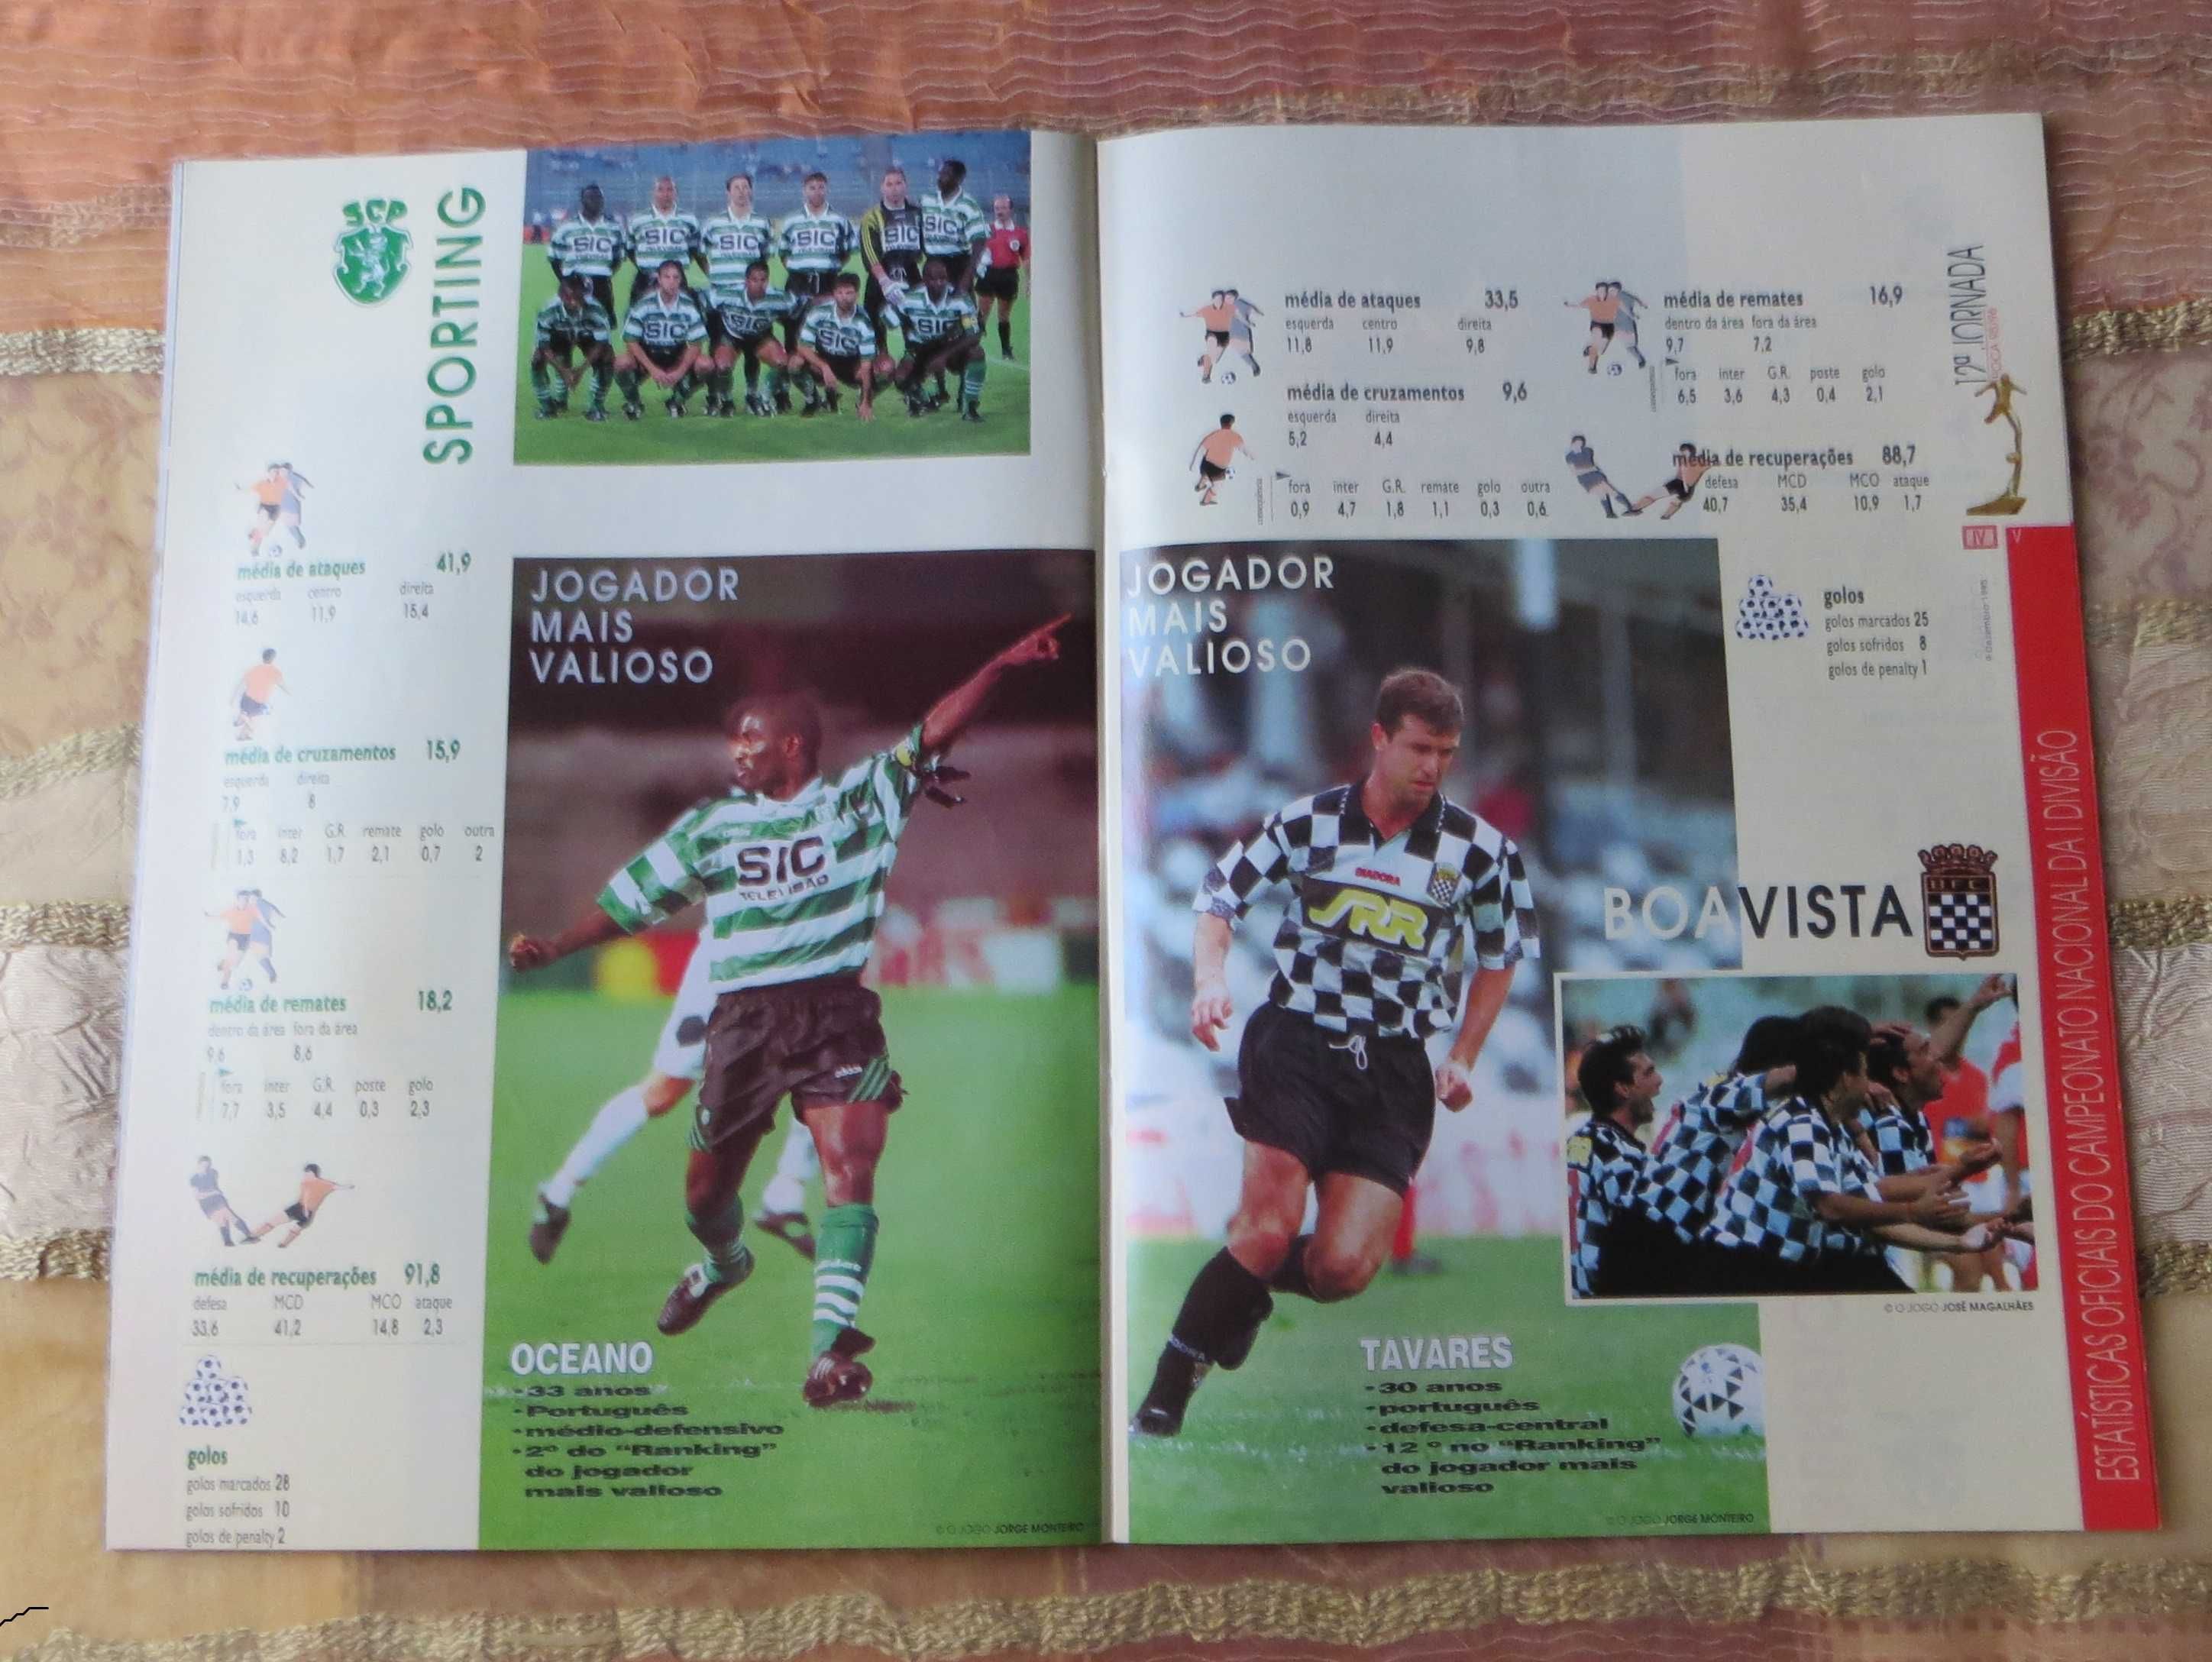 SCP
SPORTING
SIC
média de ataques 41,9
esquerda centro direita
14,6 11,9 15,4
média de cruzamentos 15,9
esquerda direita
7,9 8
fora inter G.R. remate golo outra
1,3 8,2 1,7 2,1 0,7 2
média de remates 18,2
dentro da área fora da área
9,6 8,6
fora inter G.R. poste golo
7,7 3,5 4,4 0,3 2,3
média de recuperações 91,8
defesa MCD MCO ataque
33,6 41,2 14,8 2,3
golos
golos marcados 28
golos sofridos 10
golos de penalty 2
JOGADOR
MAIS
VALIOSO
SIC
TELEVISÃO
adidas
OCEANO
• 33 anos
• Português
• médio-defensivo
• 2º do "Ranking"
do jogador
mais valioso
© O JOGO JORGE MONTEIRO
média de ataques 33,5
esquerda centro direita
11,8 11,9 9,8
média de cruzamentos 9,6
esquerda direita
5,2 4,4
fora inter G.R. remate golo outra
0,9 4,7 1,8 1,1 0,3 0,6
média de remates 16,9
dentro da área fora da área
9,7 7,2
fora inter G.R. poste golo
6,5 3,6 4,3 0,4 2,1
média de recuperações 88,7
defesa MCD MCO ataque
40,7 35,4 10,9 1,7
12ª JORNADA
IV V
golos
golos marcados 25
golos sofridos 8
golos de penalty 1
JOGADOR
MAIS
VALIOSO
DIADORA
SRR
BOAVISTA
BFC
© O JOGO JOSÉ MAGALHÃES
TAVARES
• 30 anos
• português
• defesa-central
• 12 º no "Ranking"
do jogador mais
valioso
© O JOGO JORGE MONTEIRO
ESTATÍSTICAS OFICIAIS DO CAMPEONATO NACIONAL DA I DIVISÃO